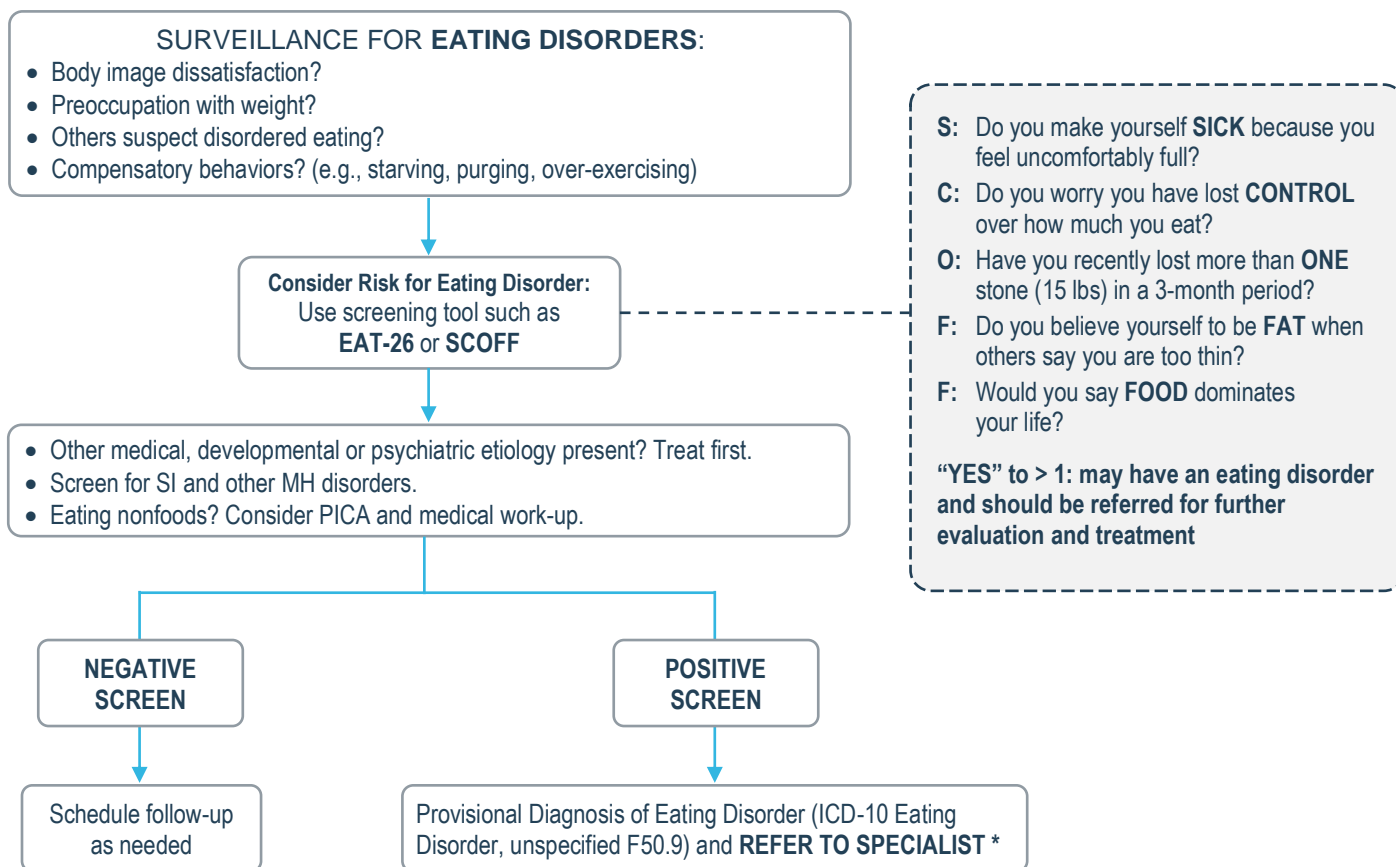 SURVEILLANCE FOR EATING DISORDERS:
• Body image dissatisfaction?
• Preoccupation with weight?
• Others suspect disordered eating?
• Compensatory behaviors? (e.g., starving, purging, over-exercising)
Consider Risk for Eating Disorder:
Use screening tool such as
EAT-26 or SCOFF
S: Do you make yourself SICK because you
feel uncomfortably full?
C: Do you worry you have lost CONTROL
over how much you eat?
O: Have you recently lost more than ONE
stone (15 lbs) in a 3-month period?
F: Do you believe yourself to be FAT when
others say you are too thin?
F: Would you say FOOD dominates
your life?
“YES” to > 1: may have an eating disorder
and should be referred for further
evaluation and treatment
• Other medical, developmental or psychiatric etiology present? Treat first.
• Screen for SI and other MH disorders.
• Eating nonfoods? Consider PICA and medical work-up.
NEGATIVE
SCREEN
POSITIVE
SCREEN
Schedule follow-up
as needed
Provisional Diagnosis of Eating Disorder (ICD-10 Eating
Disorder, unspecified F50.9) and REFER TO SPECIALIST *